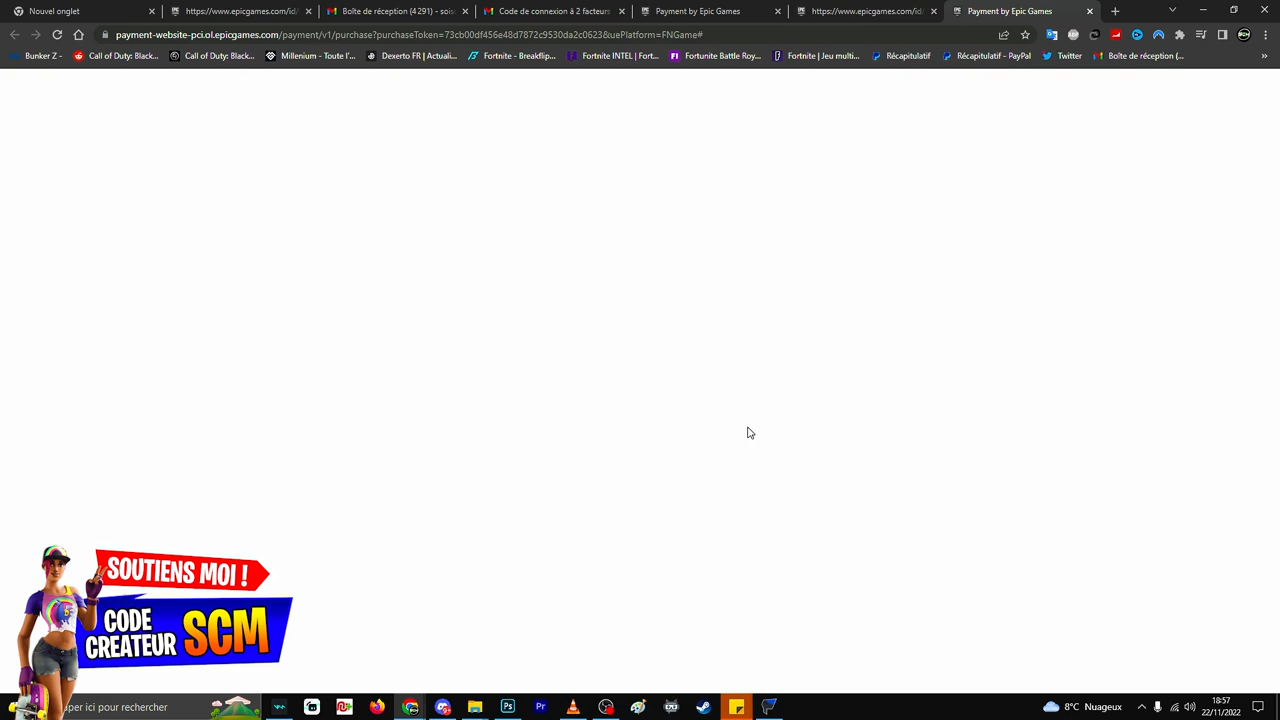 Nouvel onglet
https://www.epicgames.com/id/
Boîte de réception (4 291) - sois
Code de connexion à 2 facteurs
Payment by Epic Games
https://www.epicgames.com/id/
Payment by Epic Games
payment-website-pci.ol.epicgames.com/payment/v1/purchase?purchaseToken=73cb00df456e48d7872c9530da2c0623&uePlatform=FNGame#
Bunker Z -
Call of Duty: Black...
Call of Duty: Black...
Millenium - Toute l'i...
Dexerto FR | Actuali...
Fortnite - Breakflip...
Fortnite INTEL | Fort...
Fortunite Battle Roy...
Fortnite | Jeu multi...
Récapitulatif
Récapitulatif - PayPal
Twitter
Boîte de réception (...
»
SOUTIENS MOI !
CODE
CREATEUR SCM
per ici pour rechercher
8°C Nuageux
18:57
22/11/2022